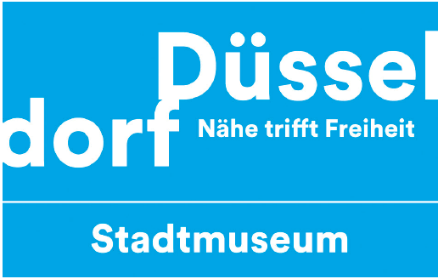 Düssel
dorf Nähe trifft Freiheit
Stadtmuseum